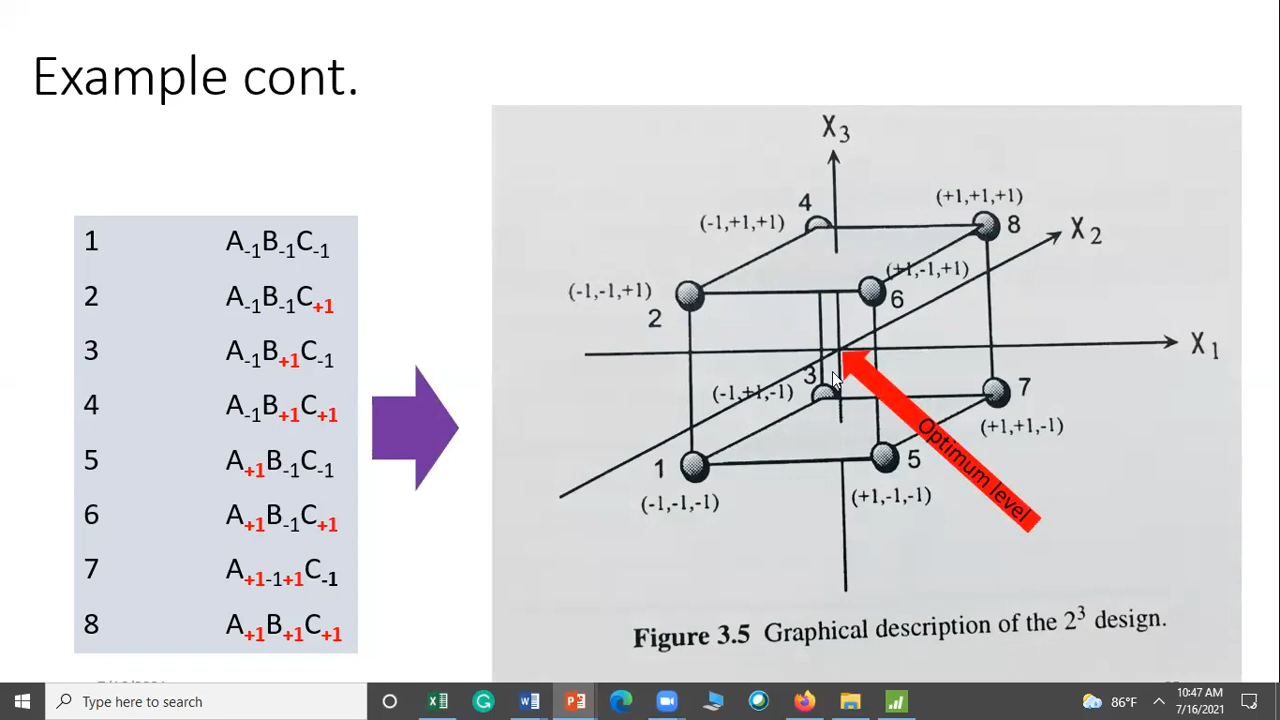 Example cont.
1 A-1B-1C-1
2 A-1B-1C+1
3 A-1B+1C-1
4 A-1B+1C+1
5 A+1B-1C-1
6 A+1B-1C+1
7 A+1-1+1C-1
8 A+1B+1C+1
X3
4
(+1,+1,+1)
(-1,+1,+1)
8
X2
(+1,-1,+1)
(-1,-1,+1)
6
2
X1
3
(-1,+1,-1)
7
(+1,+1,-1)
Optimum level
1
5
(-1,-1,-1)
(+1,-1,-1)
Figure 3.5 Graphical description of the 2³ design.
Type here to search
86°F
10:47 AM
7/16/2021